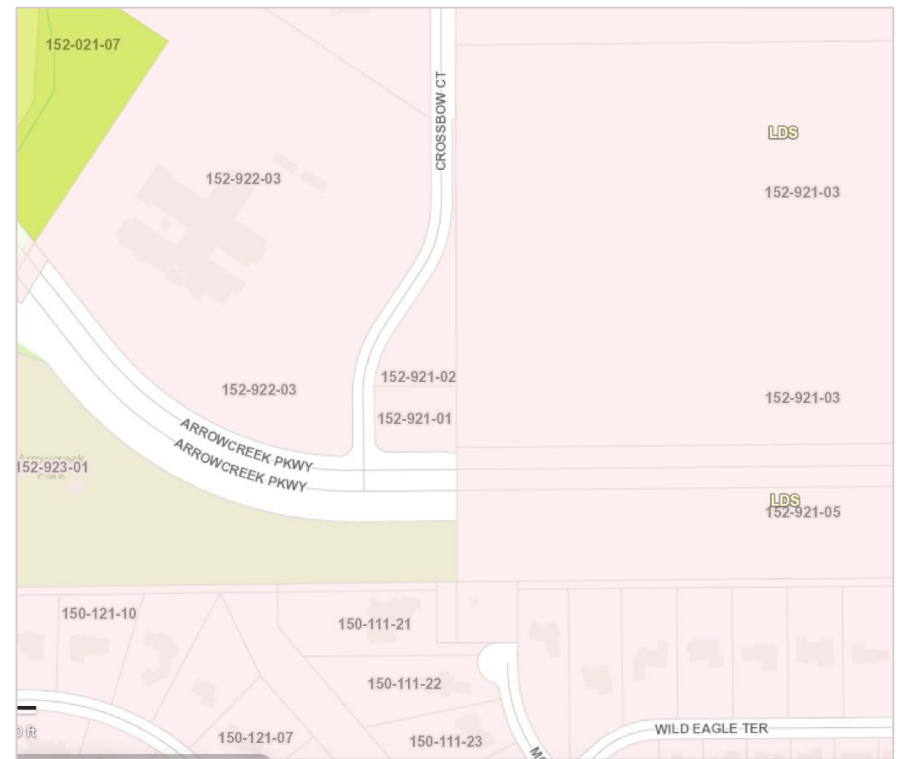 152-021-07
CROSSBOW CT
LDS
152-922-03
152-921-03
152-921-02
152-922-03
152-921-03
152-921-01
ARROWCREEK PKWY
ARROWCREEK PKWY
152-923-01
LDS
152-921-05
150-121-10
150-111-21
150-111-22
WILD EAGLE TER
150-121-07
150-111-23
ft